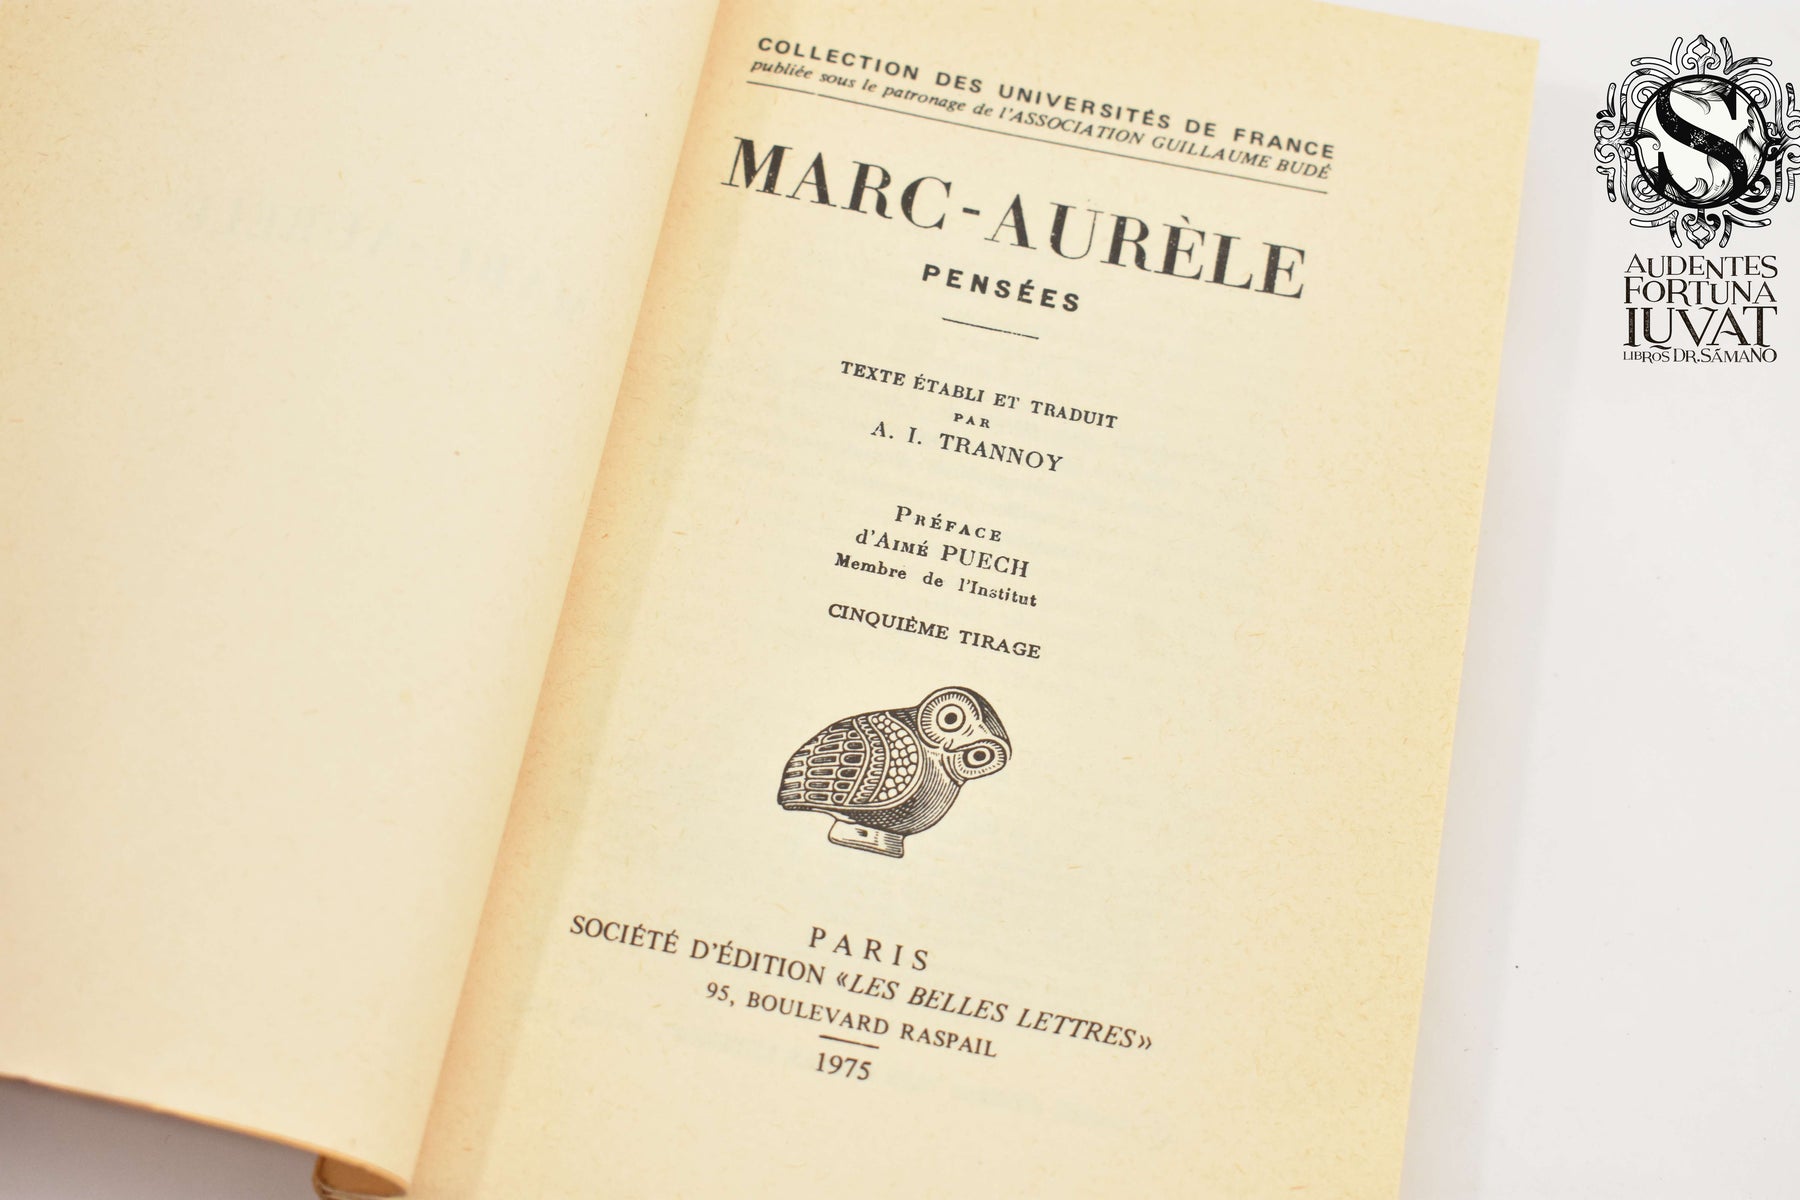 COLLECTION DES UNIVERSITÉS DE FRANCE
publiée sous le patronage de l'ASSOCIATION GUILLAUME BUDÉ
MARC-AURÈLE
PENSÉES
TEXTE ÉTABLI ET TRADUIT
PAR
A. I. TRANNOY
PRÉFACE
d'AIMÉ PUECH
Membre de l'Institut
CINQUIÈME TIRAGE
PARIS
SOCIÉTÉ D'ÉDITION «LES BELLES LETTRES»
95, BOULEVARD RASPAIL
1975
S
AUDENTES
FORTUNA
IUVAT
LIBROS DR. SÁMANO